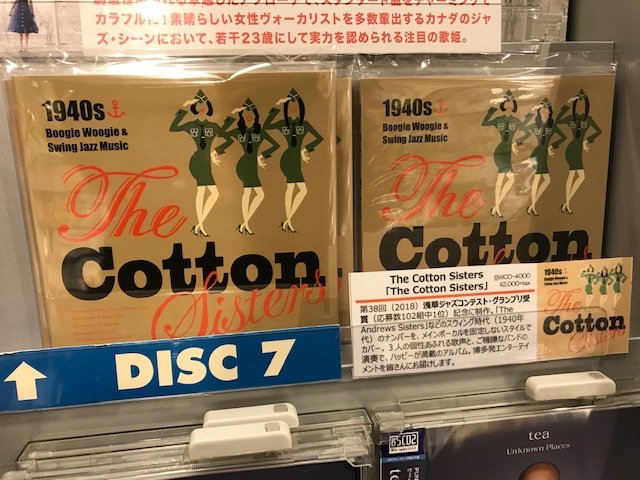 カラフルに！素晴らしい女性ヴォーカリストを多数輩出するカナダのジャ
ズ・シーンにおいて、若干23歳にして実力を認められる注目の歌姫。
1940s
Boogie Woogie &
Swing Jazz Music
The
Cotton
Sisters
1940s
Boogie Woogie &
Swing Jazz Music
The
Cotton
The Cotton Sisters
「The Cotton Sisters」
BWCD-4000
¥2,000+tax
第38回（2018）浅草ジャズコンテスト・グランプリ受
賞（応募数102組中1位）記念に制作。「The
Andrews Sisters」などのスウィング時代（1940年
代）のナンバーを、メインボーカルを固定しないスタイルで
カバー。3人の個性あふれる歌声と、ご機嫌なバンドの
演奏で、ハッピーが満載のアルバム。博多発エンターテイ
メントを皆さんにお届けします。
1940s
Boogie Woogie &
Swing Jazz Music
The
Cotton
Sisters
DISC 7
BSCD2
tea
Unknown Places